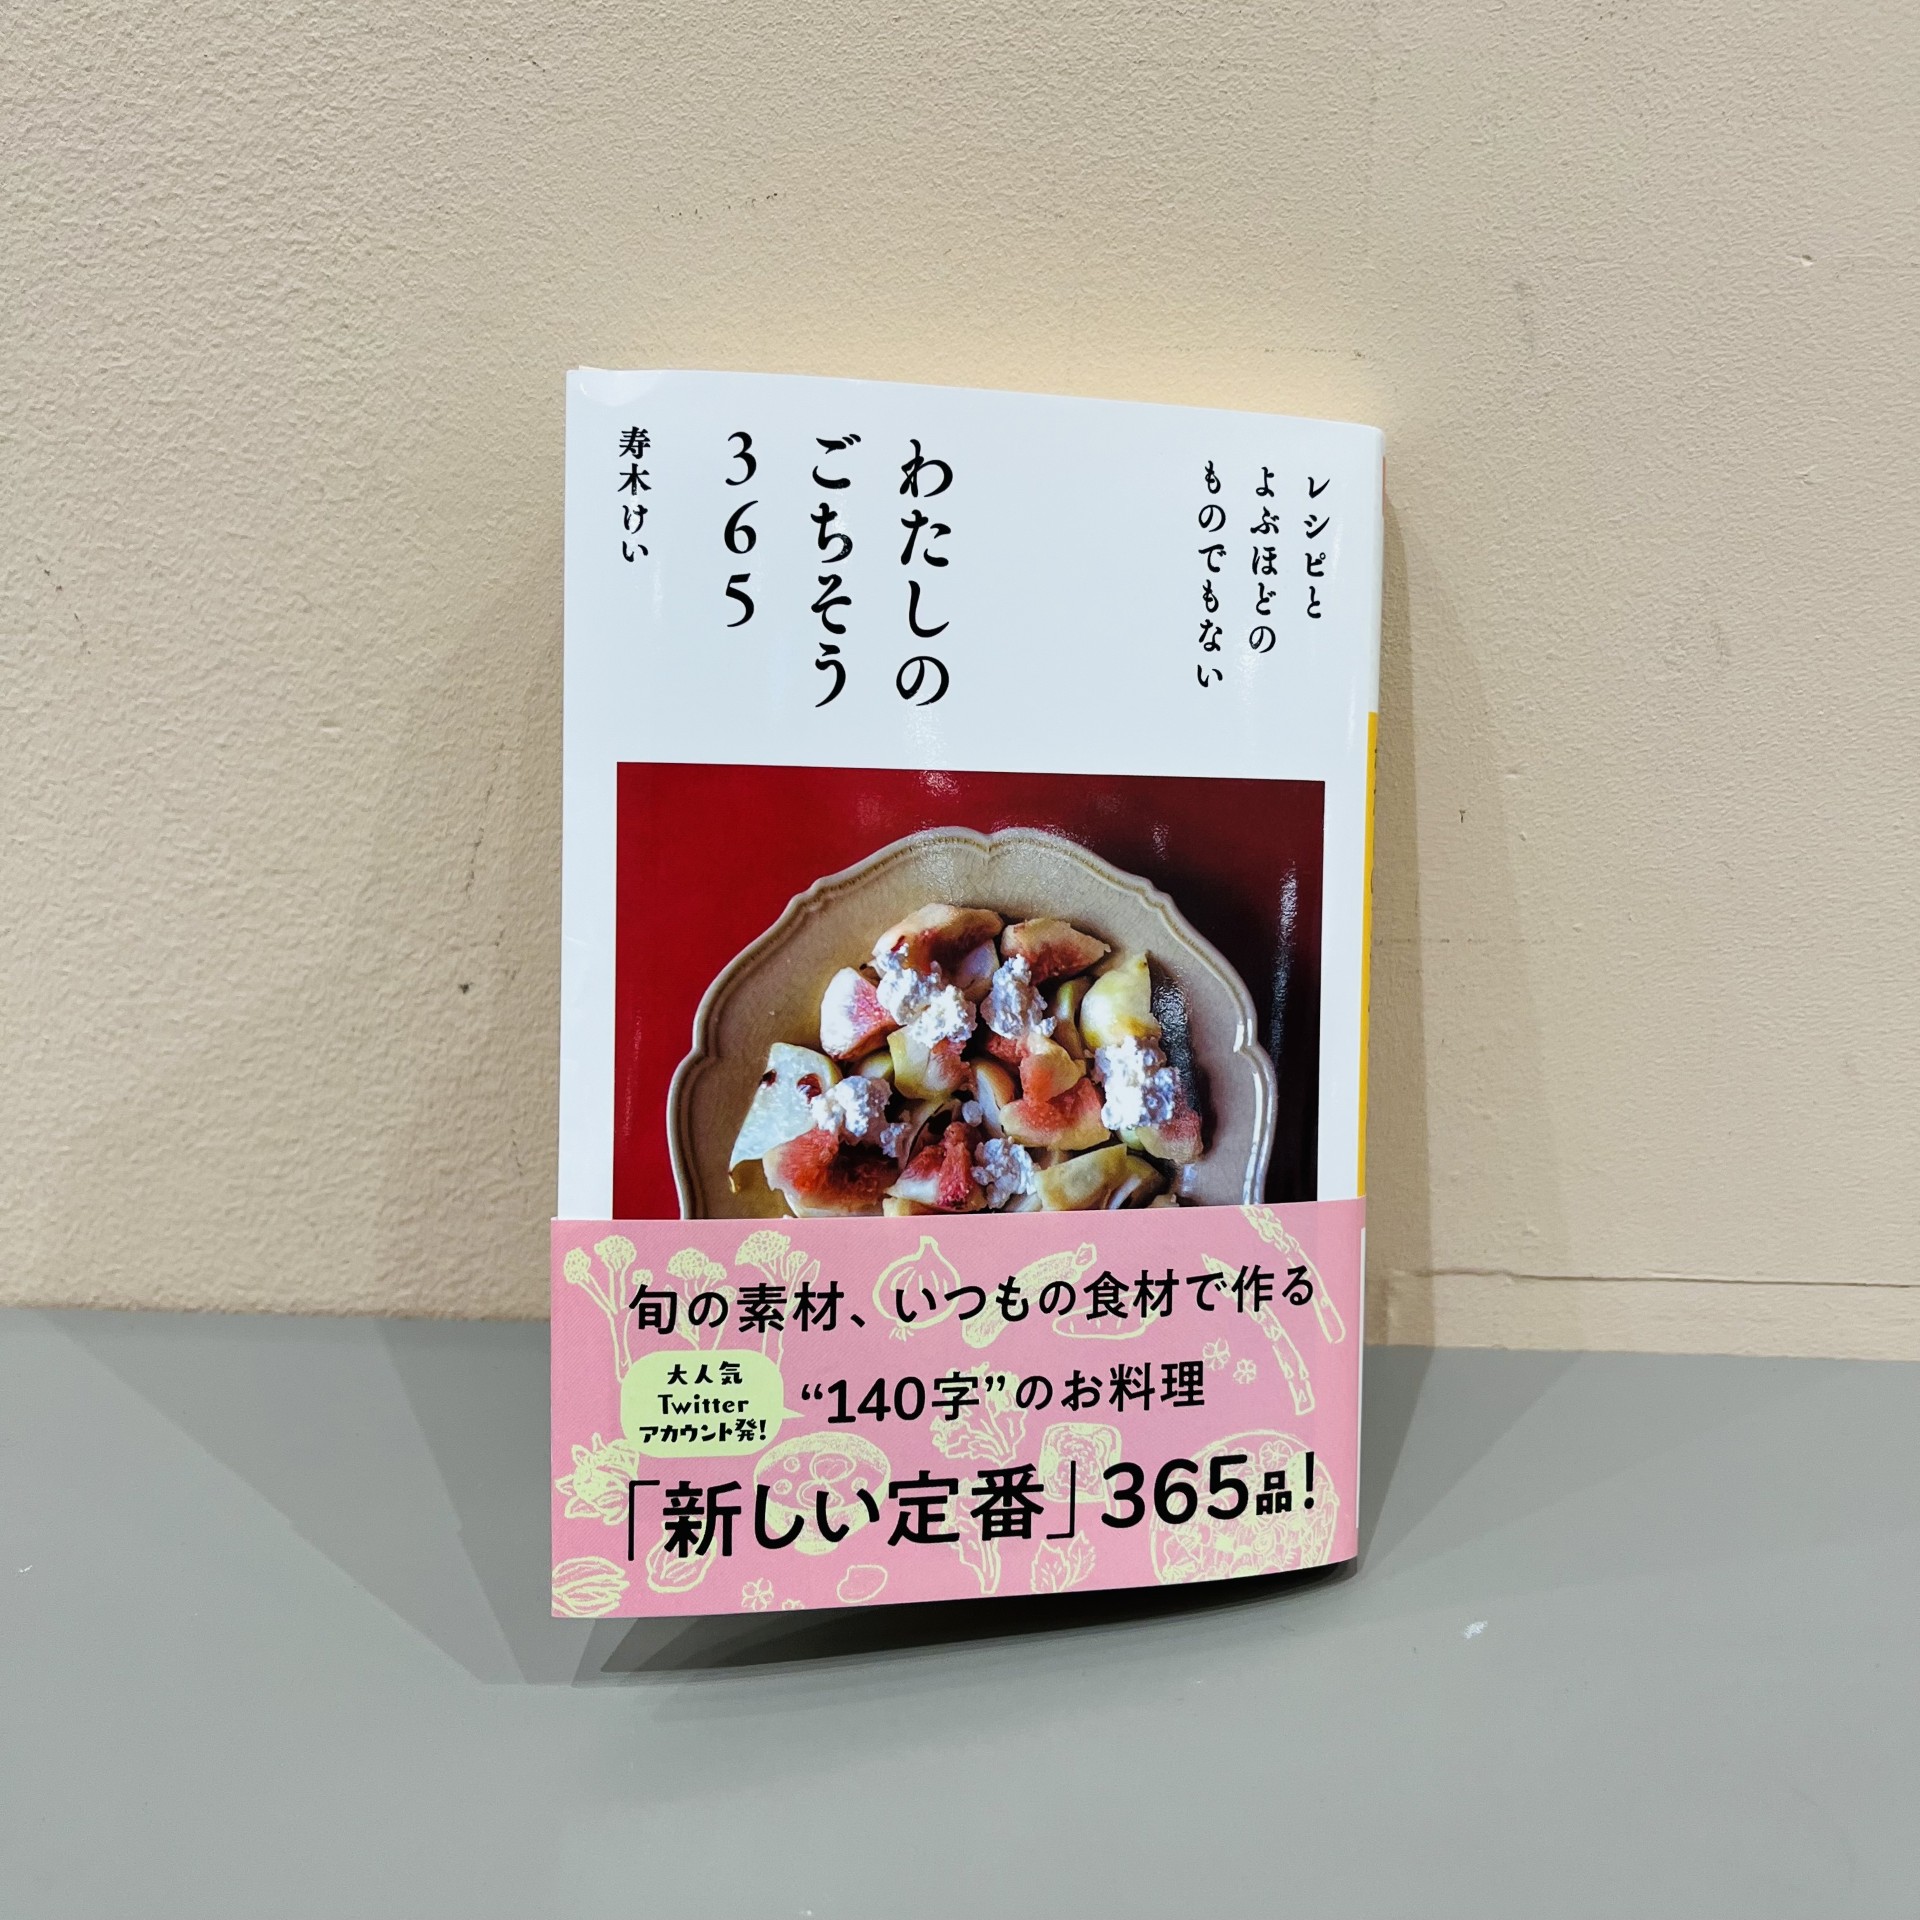 レシピと
よぶほどの
ものでもない
わたしの
ごちそう
365
寿木けい
旬の素材、いつもの食材で作る
大人気
Twitter
アカウント発!
“140字”のお料理
「新しい定番」365品!